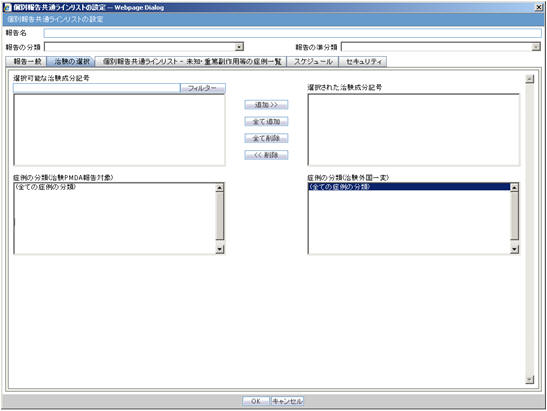 個別報告共通ラインリストの設定 -- Webpage Dialog
個別報告共通ラインリストの設定
報告名
報告の分類 報告の準分類
報告一般 治験の選択 個別報告共通ラインリスト - 未知・重篤副作用等の症例一覧 スケジュール セキュリティ
選択可能な治験成分記号 選択された治験成分記号
フィルター
追加 >>
全て追加
全て削除
<< 削除
症例の分類(治験PMDA報告対象) 症例の分類(治験外国一変)
(全ての症例の分類) (全ての症例の分類)
OK キャンセル